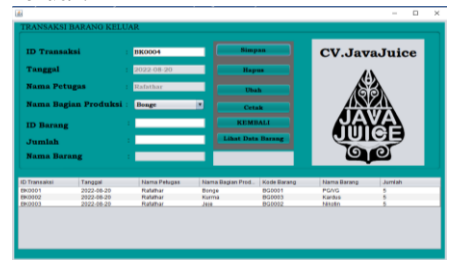 TRANSAKSI BARANG KELUAR
ID Transaksi : BK0004
Tanggal : 2022-08-20
Nama Petugas : Rafathar
Nama Bagian Produksi : Bonge
ID Barang :
Jumlah :
Nama Barang
Simpan
Hapus
Ubah
Cetak
KEMBALI
Lihat Data Barang
CV.JavaJuice
JAVA
JUICE
ID Transaksi Tanggal Nama Petugas Nama Bagian Prod... Kode Barang Nama Barang Jumlah
BK0001 2022-08-20 Rafathar Bonge BG0001 PG/VG 5
BK0002 2022-08-20 Rafathar Kurma BG0003 Kardus 5
BK0003 2022-08-20 Rafathar Jaja BG0002 Nikotin 5